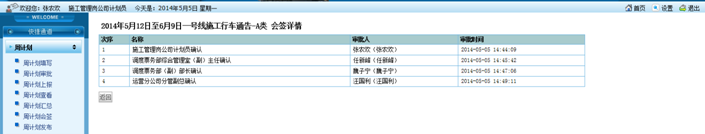 欢迎您：张农欢 施工管理岗公司计划员 今天是：2014年5月5日 星期一 首页 设置 退出
WELCOME
快捷通道
周计划
周计划填写
周计划审批
周计划上报
周计划查看
周计划汇总
周计划会签
周计划发布
2014年5月12日至6月9日一号线施工行车通告-A类 会签详情
次序 名称 审批人 审批时间
1 施工管理岗公司计划员确认 张农欢（张农欢） 2014-05-05 14:44:09
2 调度票务部综合管理室（副）主任确认 任毅峰（任毅峰） 2014-05-05 14:45:42
3 调度票务部（副）部长确认 魏子宁（魏子宁） 2014-05-05 14:47:06
4 运营分公司分管副总确认 汪国利（汪国利） 2014-05-05 14:49:11
返回